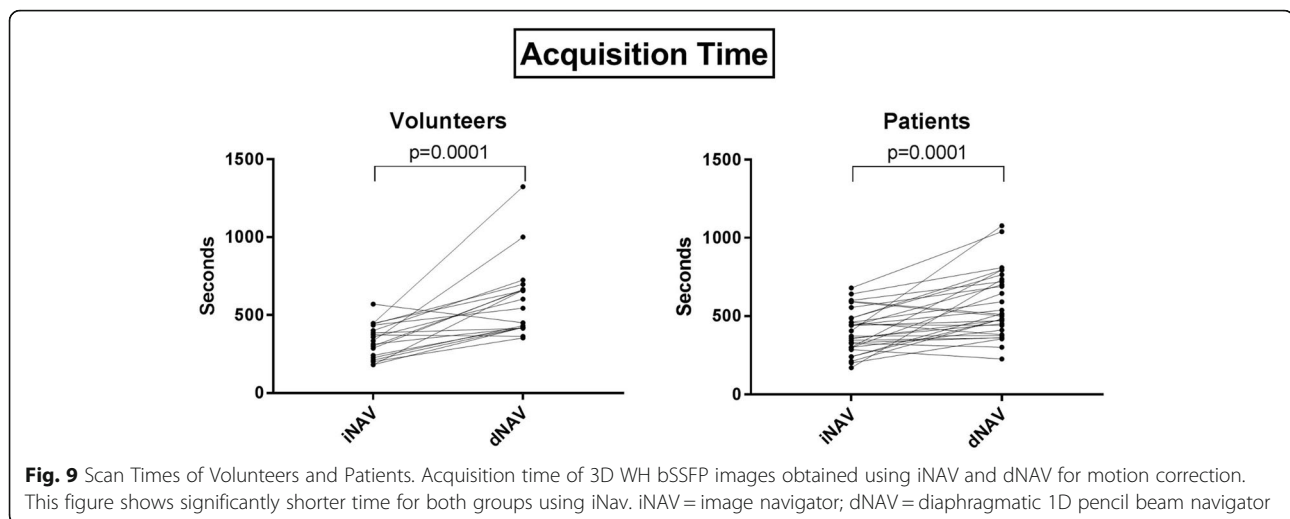 Acquisition Time
Volunteers
p=0.0001
1500
1000
500
0
Seconds
iNAV
dNAV
Patients
p=0.0001
1500
1000
500
0
Seconds
iNAV
dNAV
Fig. 9 Scan Times of Volunteers and Patients. Acquisition time of 3D WH bSSFP images obtained using iNAV and dNAV for motion correction.
This figure shows significantly shorter time for both groups using iNav. iNAV = image navigator; dNAV = diaphragmatic 1D pencil beam navigator